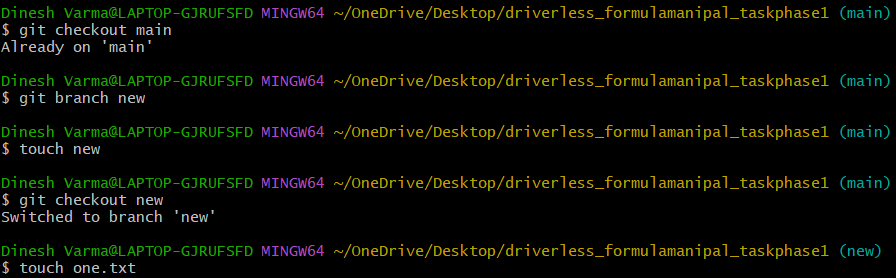 Dinesh Varma@LAPTOP-GJRUFSFD MINGW64 ~/OneDrive/Desktop/driverless_formulamanipal_taskphase1 (main)
$ git checkout main
Already on 'main'
Dinesh Varma@LAPTOP-GJRUFSFD MINGW64 ~/OneDrive/Desktop/driverless_formulamanipal_taskphase1 (main)
$ git branch new
Dinesh Varma@LAPTOP-GJRUFSFD MINGW64 ~/OneDrive/Desktop/driverless_formulamanipal_taskphase1 (main)
$ touch new
Dinesh Varma@LAPTOP-GJRUFSFD MINGW64 ~/OneDrive/Desktop/driverless_formulamanipal_taskphase1 (main)
$ git checkout new
Switched to branch 'new'
Dinesh Varma@LAPTOP-GJRUFSFD MINGW64 ~/OneDrive/Desktop/driverless_formulamanipal_taskphase1 (new)
$ touch one.txt